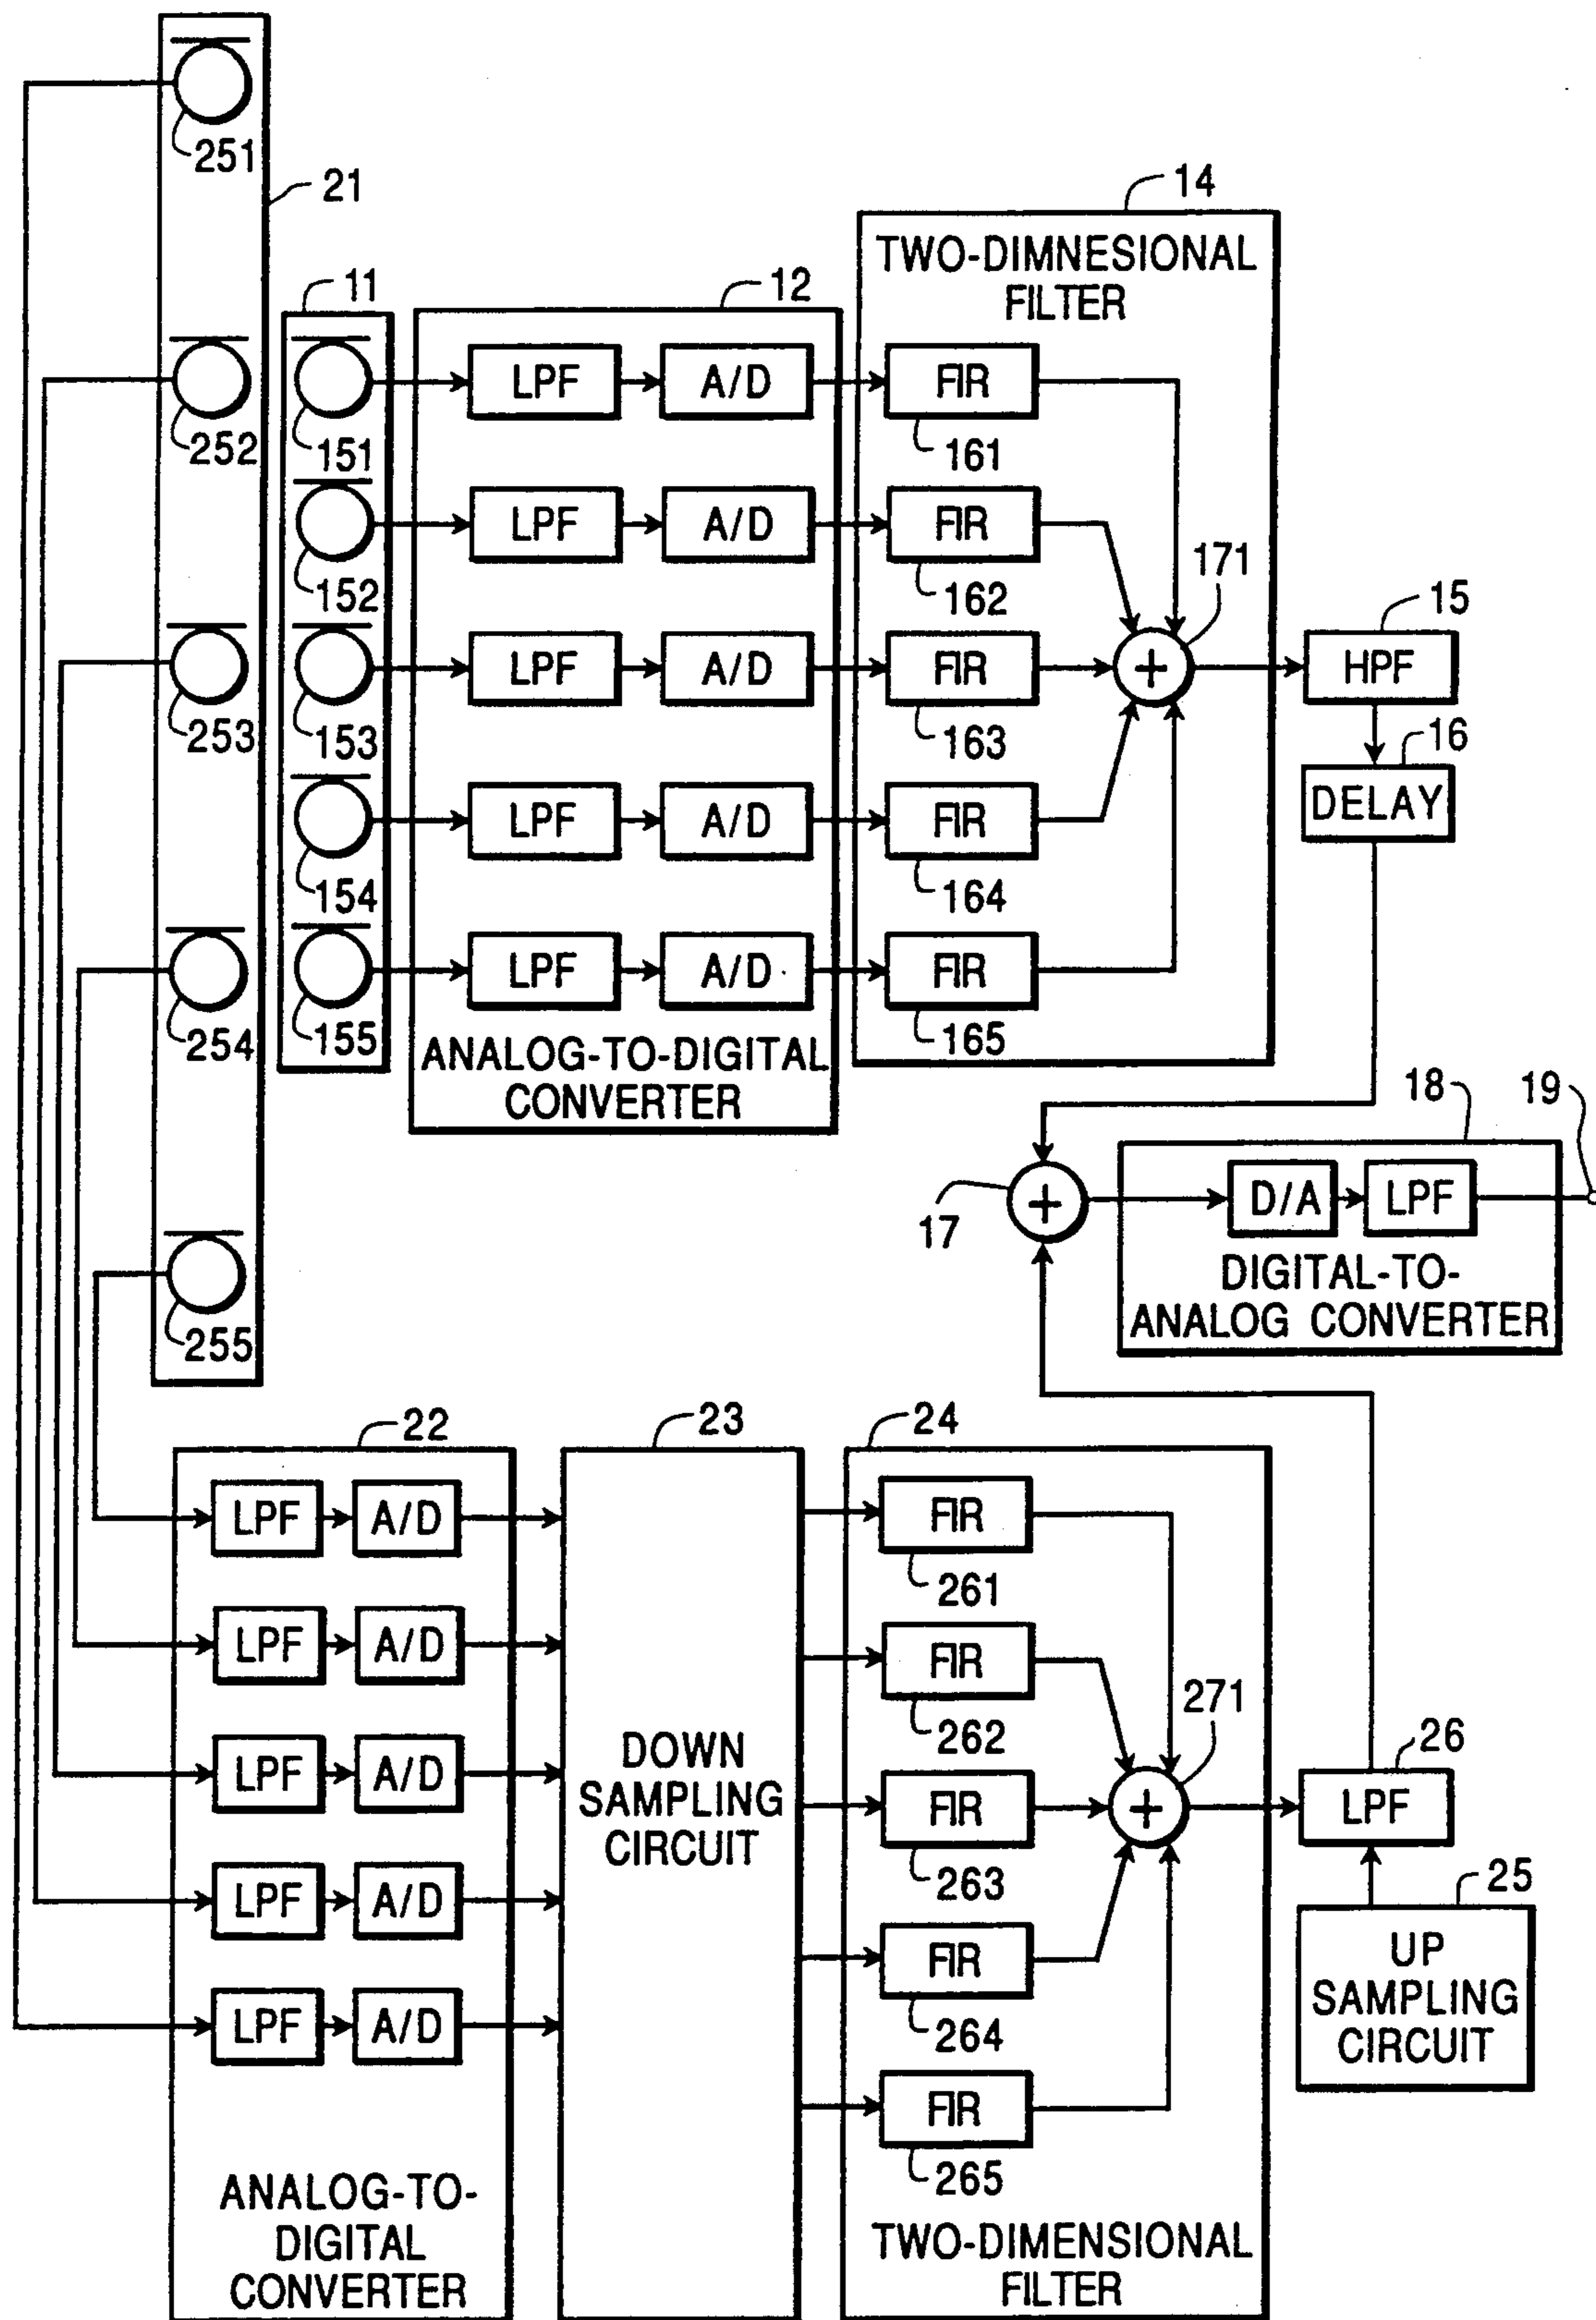 251
21
14
TWO-DIMNESIONAL
FILTER
11
12
252
151
LPF
A/D
FIR
161
152
LPF
A/D
FIR
162
171
15
HPF
253
153
LPF
A/D
FIR
163
+
16
DELAY
154
LPF
A/D
FIR
164
254
155
LPF
A/D
FIR
165
ANALOG-TO-DIGITAL
CONVERTER
18
19
17
+
D/A
LPF
DIGITAL-TO-
ANALOG CONVERTER
255
22
23
24
LPF
A/D
FIR
261
LPF
A/D
FIR
262
271
26
LPF
A/D
DOWN
SAMPLING
CIRCUIT
FIR
263
+
LPF
25
LPF
A/D
FIR
264
UP
SAMPLING
CIRCUIT
LPF
A/D
FIR
265
ANALOG-TO-
DIGITAL
CONVERTER
TWO-DIMENSIONAL
FILTER